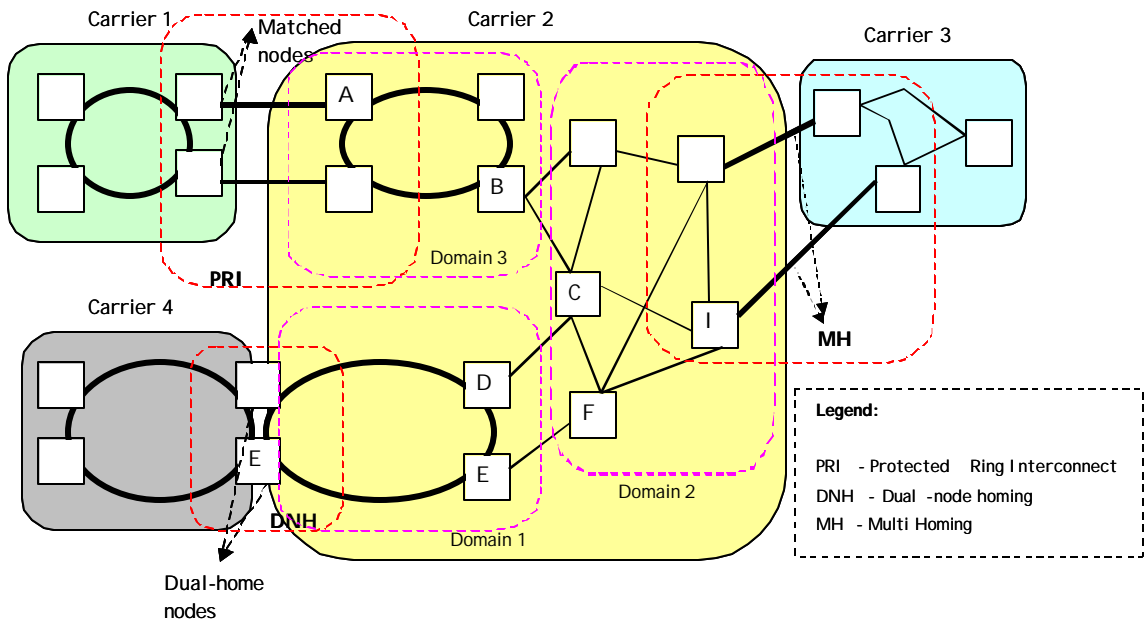 Carrier 1
Carrier 2
Carrier 3
Matched
nodes
A
B
Domain 3
PRI
C
I
MH
Carrier 4
D
F
E
E
DNH
Domain 1
Domain 2
Dual-home
nodes
Legend:
PRI - Protected Ring Interconnect
DNH - Dual -node homing
MH - Multi Homing